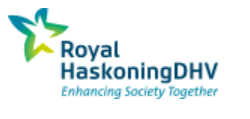 Royal
HaskoningDHV
Enhancing Society Together